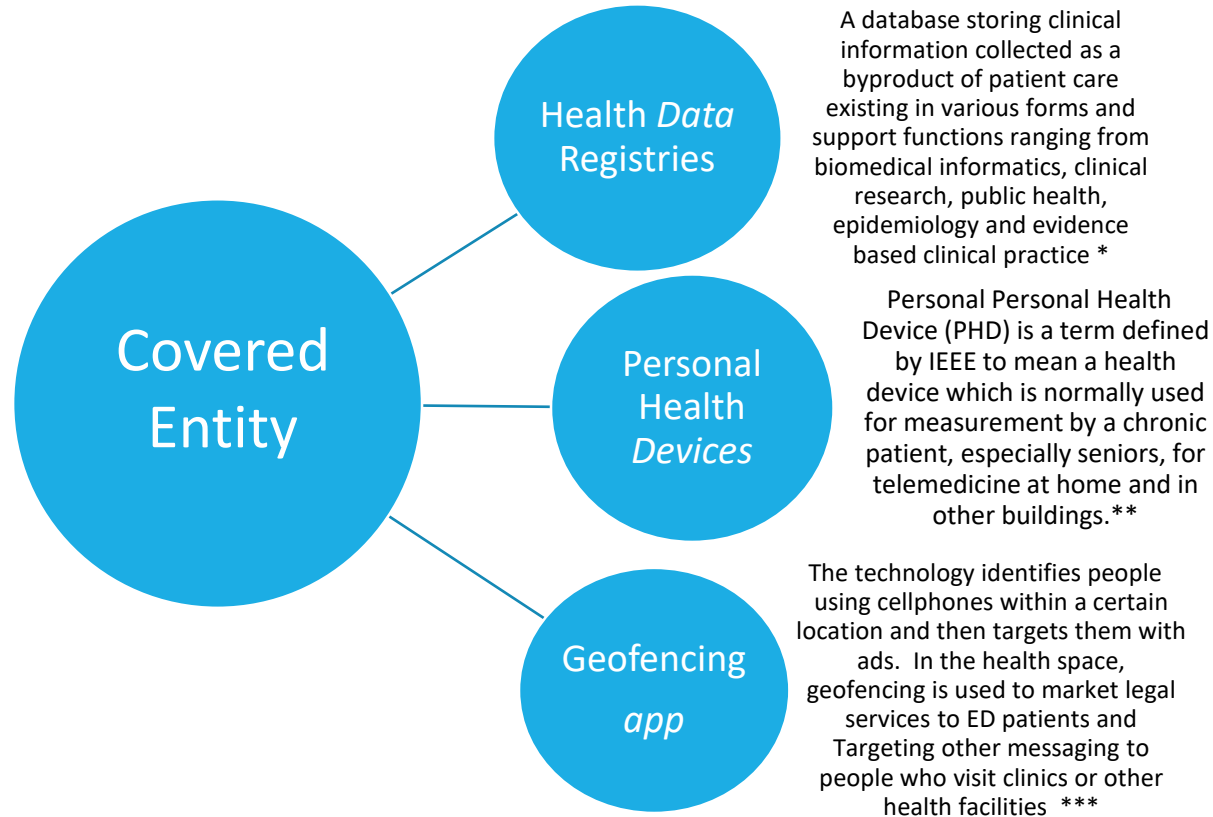 Covered
Entity
Health Data
Registries
A database storing clinical
information collected as a
byproduct of patient care
existing in various forms and
support functions ranging from
biomedical informatics, clinical
research, public health,
epidemiology and evidence
based clinical practice *
Personal
Health
Devices
Personal Personal Health
Device (PHD) is a term defined
by IEEE to mean a health
device which is normally used
for measurement by a chronic
patient, especially seniors, for
telemedicine at home and in
other buildings.**
Geofencing
app
The technology identifies people
using cellphones within a certain
location and then targets them with
ads. In the health space,
geofencing is used to market legal
services to ED patients and
Targeting other messaging to
people who visit clinics or other
health facilities ***